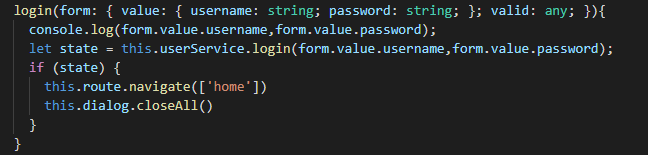 login(form: { value: { username: string; password: string; }; valid: any; }){
console.log(form.value.username,form.value.password);
let state = this.userService.login(form.value.username,form.value.password);
if (state) {
this.route.navigate(['home'])
this.dialog.closeAll()
}
}